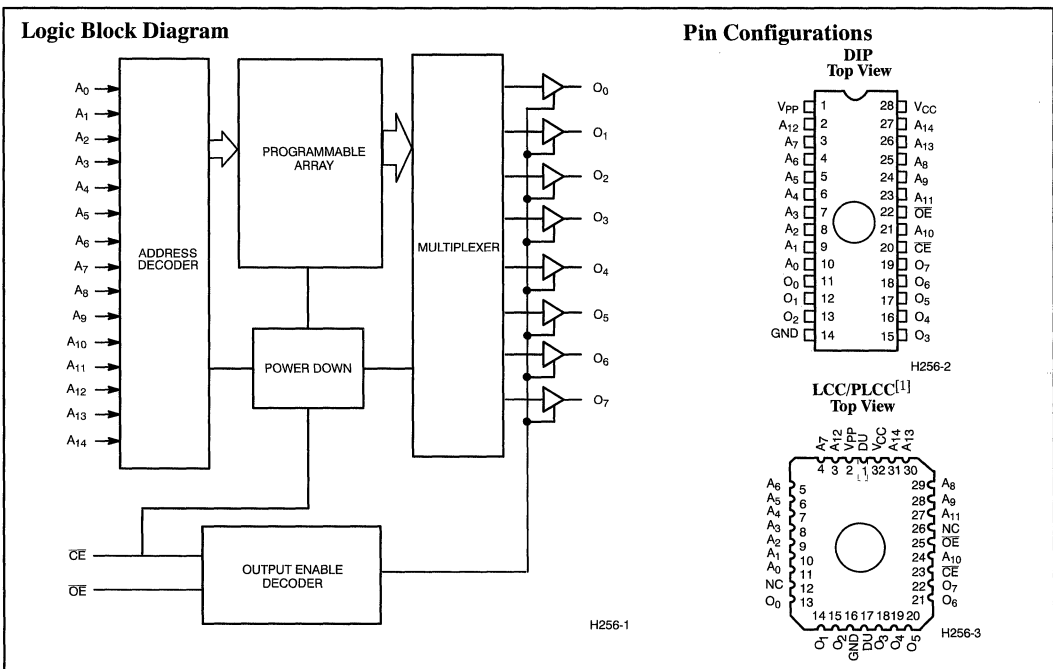 Logic Block Diagram
A0
A1
A2
A3
A4
A5
A6
A7
A8
A9
A10
A11
A12
A13
A14
ADDRESS
DECODER
PROGRAMMABLE
ARRAY
POWER DOWN
MULTIPLEXER
O0
O1
O2
O3
O4
O5
O6
O7
C̅E̅
O̅E̅
OUTPUT ENABLE
DECODER
H256-1
Pin Configurations
DIP
Top View
VPP 1 28 VCC
A12 2 27 A14
A7 3 26 A13
A6 4 25 A8
A5 5 24 A9
A4 6 23 A11
A3 7 22 O̅E̅
A2 8 21 A10
A1 9 20 C̅E̅
A0 10 19 O7
O0 11 18 O6
O1 12 17 O5
O2 13 16 O4
GND 14 15 O3
H256-2
LCC/PLCC[1]
Top View
A7 A12 VPP DU VCC A14 A13
4 3 2 1 32 31 30
A6 5 29 A8
A5 6 28 A9
A4 7 27 A11
A3 8 26 NC
A2 9 25 O̅E̅
A1 10 24 A10
A0 11 23 C̅E̅
NC 12 22 O7
O0 13 21 O6
14 15 16 17 18 19 20
O1 O2 GND DU O3 O4 O5
H256-3